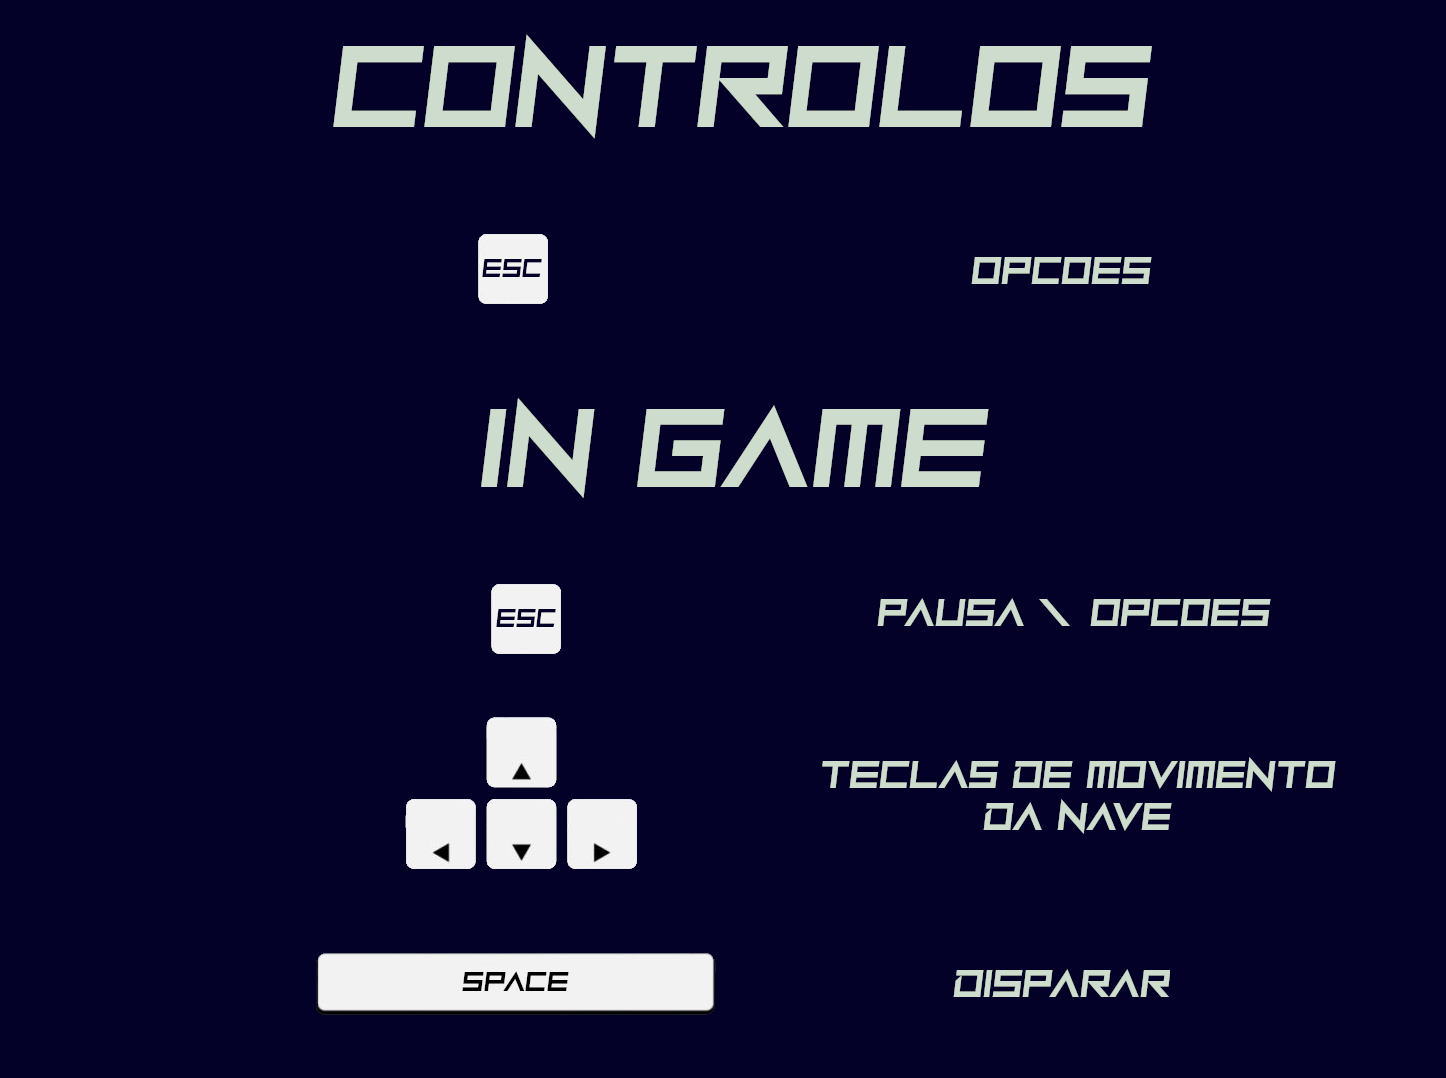 CONTROLOS
ESC OPCOES
IN GAME
ESC PAUSA \ OPCOES
TECLAS DE MOVIMENTO
DA NAVE
SPACE DISPARAR